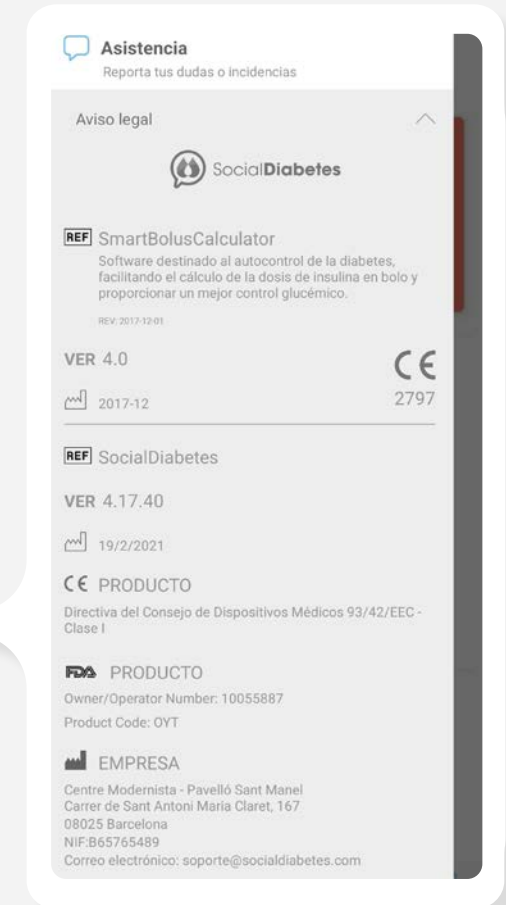 Asistencia
Reporta tus dudas o incidencias
Aviso legal
SocialDiabetes
REF SmartBolusCalculator
Software destinado al autocontrol de la diabetes,
facilitando el cálculo de la dosis de insulina en bolo y
proporcionar un mejor control glucémico.
REV: 2017-12-01
VER 4.0
CE
2017-12
2797
REF SocialDiabetes
VER 4.17.40
19/2/2021
CE PRODUCTO
Directiva del Consejo de Dispositivos Médicos 93/42/EEC -
Clase I
FDA PRODUCTO
Owner/Operator Number: 10055887
Product Code: OYT
EMPRESA
Centre Modernista - Pavelló Sant Manel
Carrer de Sant Antoni Maria Claret, 167
08025 Barcelona
NIF:B65765489
Correo electrónico: soporte@socialdiabetes.com